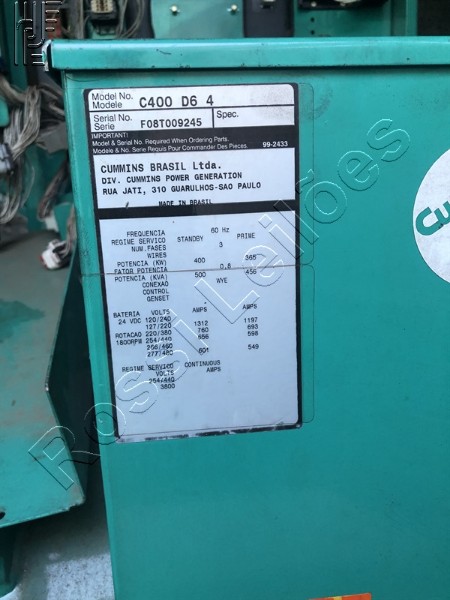 Model No.
Modele C400 D6 4
Serial No.
Serie F08T009245 Spec.
IMPORTANT!
Model & Serial No. Required When Ordering Parts.
Modele & No. Serie Requis Pour Commander Des Pieces. 99-2433
CUMMINS BRASIL Ltda.
DIV. CUMMINS POWER GENERATION
RUA JATI, 310 GUARULHOS-SAO PAULO
MADE IN BRASIL
FREQUENCIA 60 Hz
REGIME SERVICO STANDBY PRIME
NUM.FASES 3
WIRES
POTENCIA (KW) 400 365
FATOR POTENCIA 0,8
POTENCIA (KVA) 500 456
CONEXAO WYE
CONTROL
GENSET
BATERIA VOLTS AMPS AMPS
24 VDC 120/240
127/220 1312 1197
ROTACAO 220/380 760 693
1800RPM 254/440 656 598
266/460
277/480 601 549
REGIME SERVICO CONTINUOUS
VOLTS AMPS
254/440
3800
Cu
Rossi Leilões